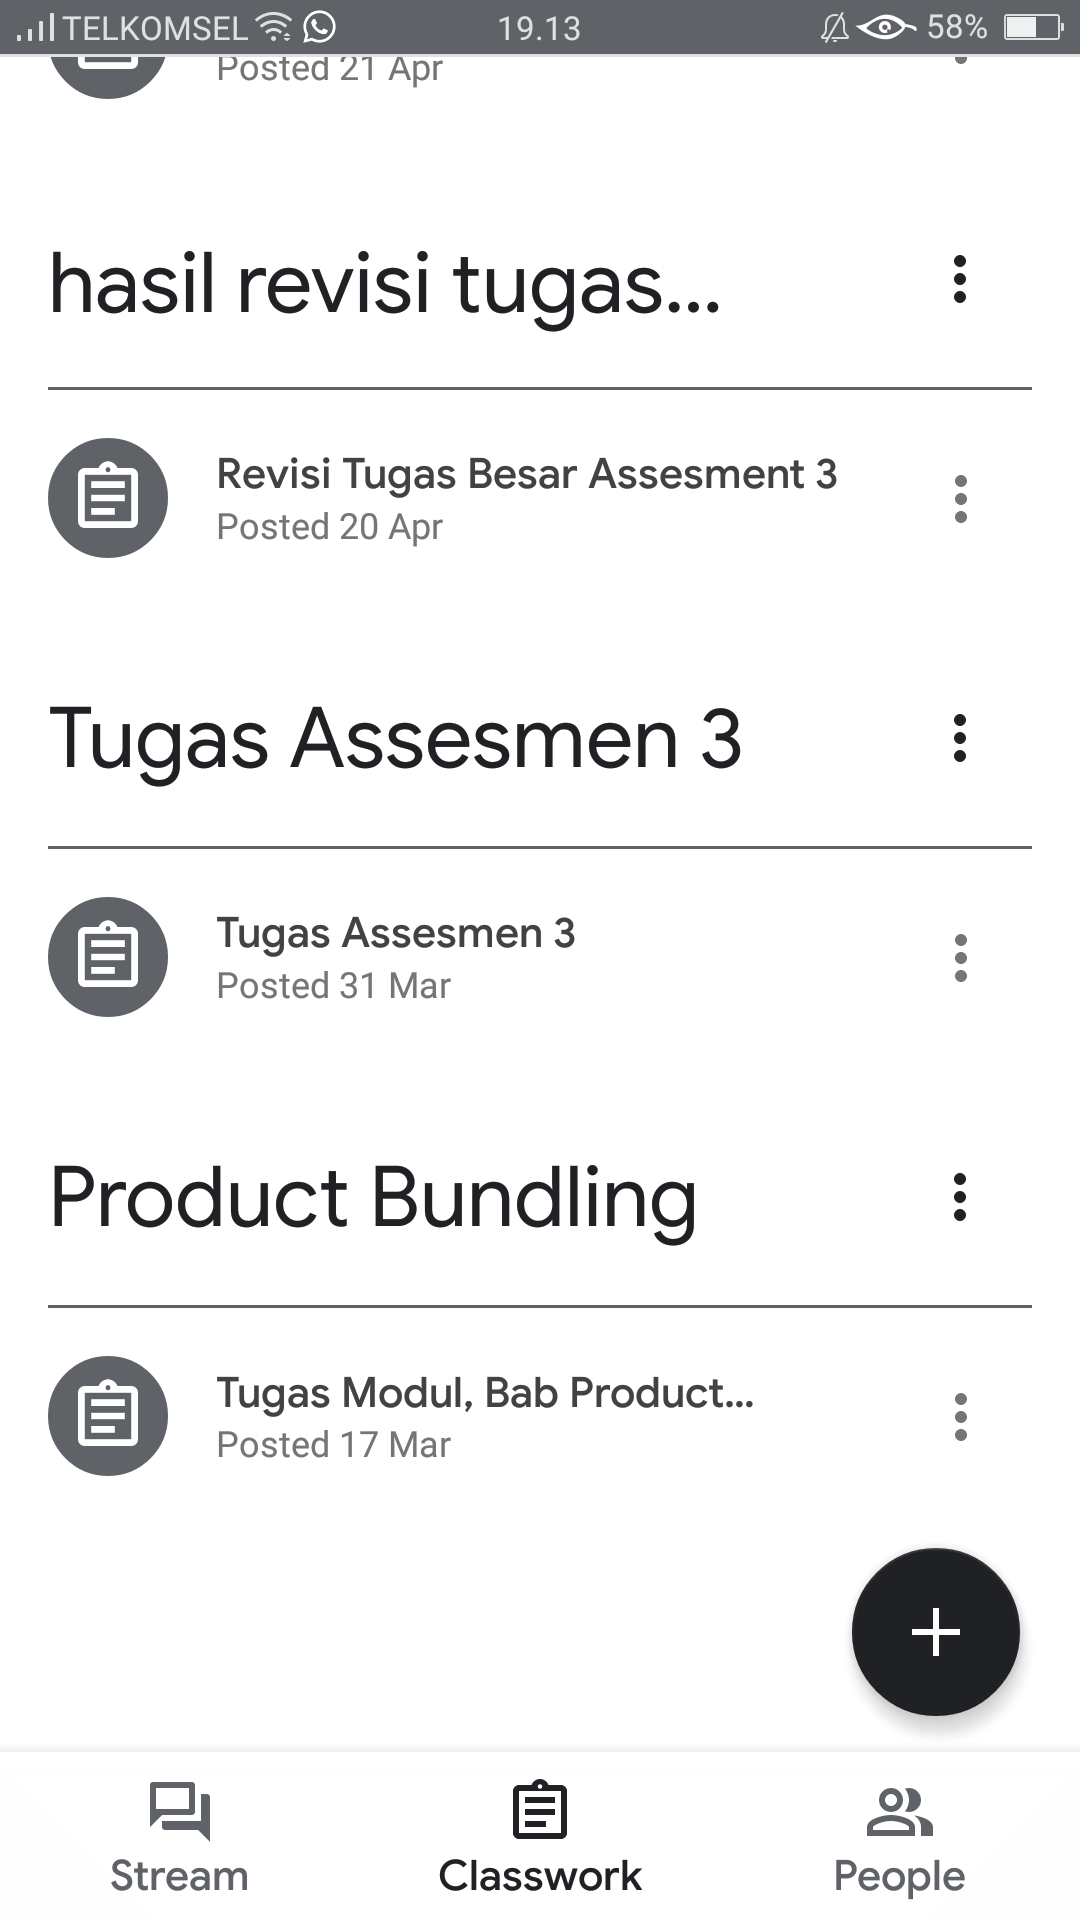 TELKOMSEL 19.13 58%
Posted 21 Apr
hasil revisi tugas...
Revisi Tugas Besar Assesment 3
Posted 20 Apr
Tugas Assesmen 3
Tugas Assesmen 3
Posted 31 Mar
Product Bundling
Tugas Modul, Bab Product...
Posted 17 Mar
Stream Classwork People